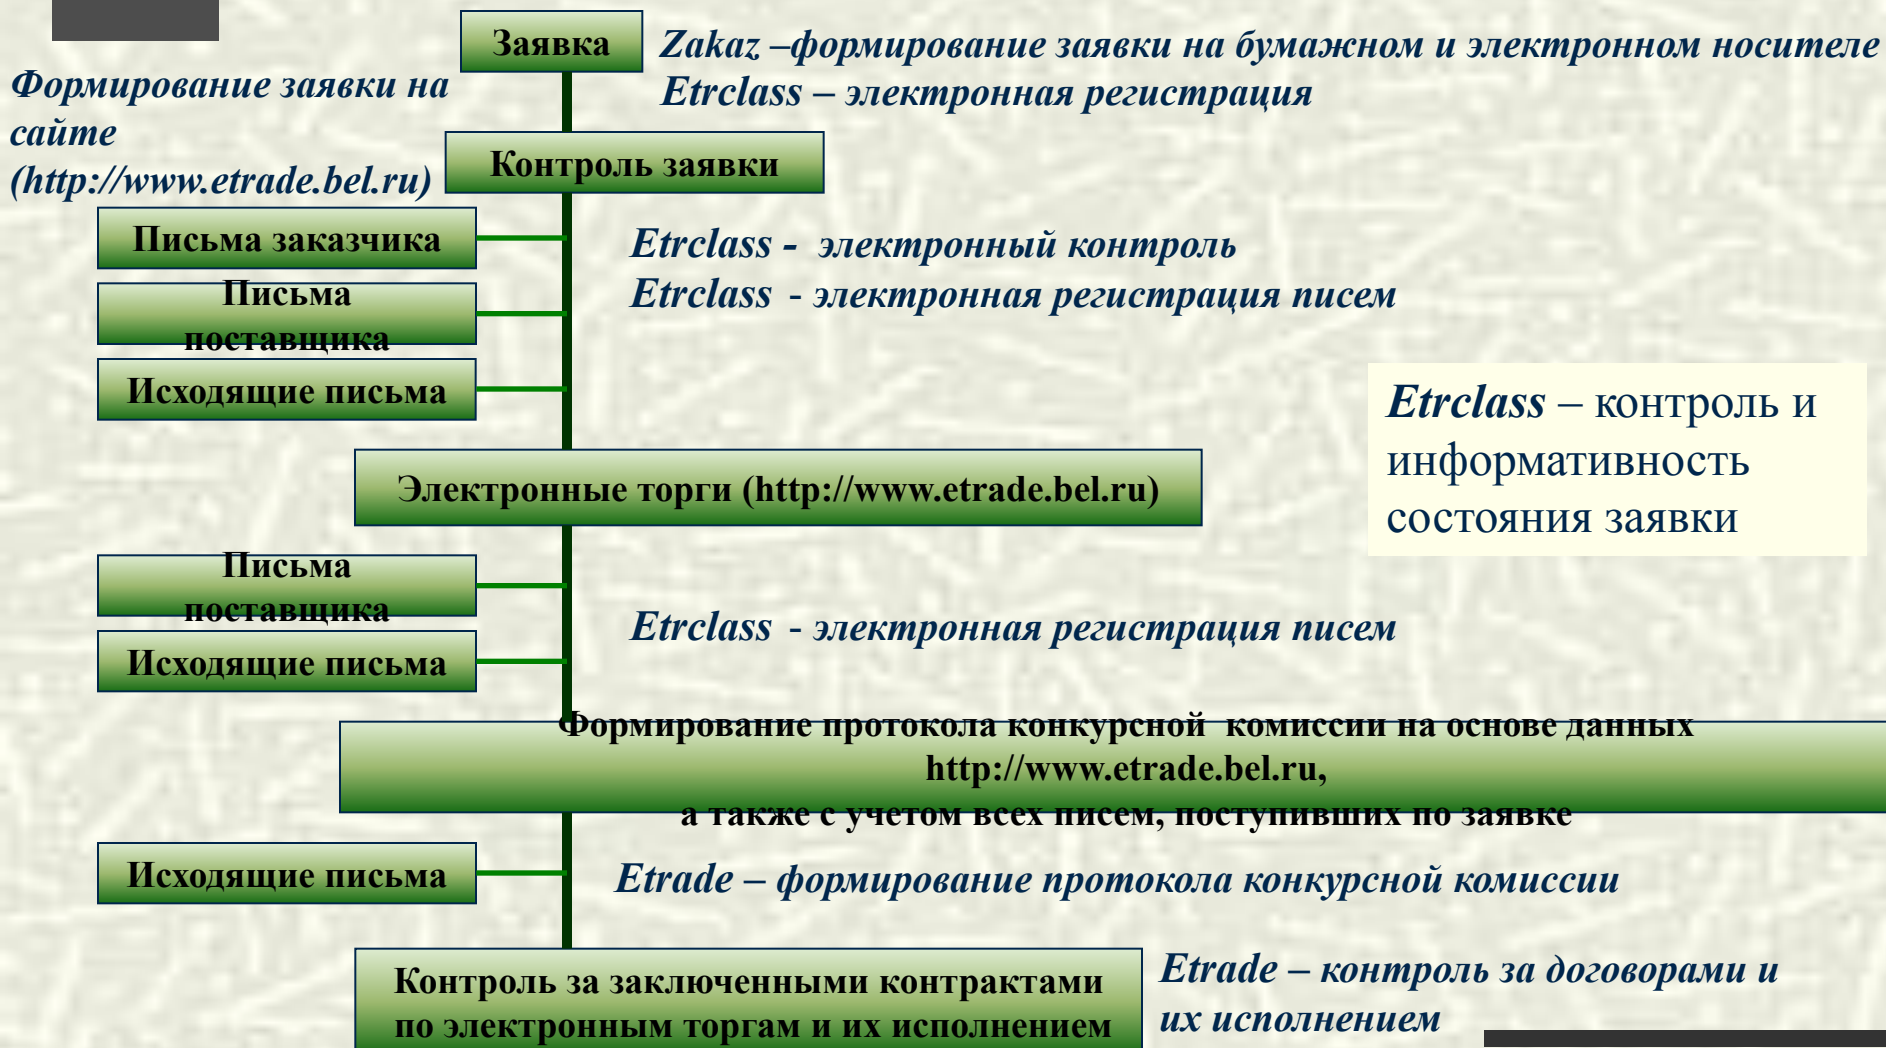 Заявка
Zakaz –формирование заявки на бумажном и электронном носителе
Etrclass – электронная регистрация
Формирование заявки на
сайте
(http://www.etrade.bel.ru)
Контроль заявки
Письма заказчика
Письма
поставщика
Исходящие письма
Etrclass - электронный контроль
Etrclass - электронная регистрация писем
Etrclass – контроль и
информативность
состояния заявки
Электронные торги (http://www.etrade.bel.ru)
Письма
поставщика
Исходящие письма
Etrclass - электронная регистрация писем
Формирование протокола конкурсной комиссии на основе данных
http://www.etrade.bel.ru,
а также с учетом всех писем, поступивших по заявке
Исходящие письма
Etrade – формирование протокола конкурсной комиссии
Контроль за заключенными контрактами
по электронным торгам и их исполнением
Etrade – контроль за договорами и
их исполнением